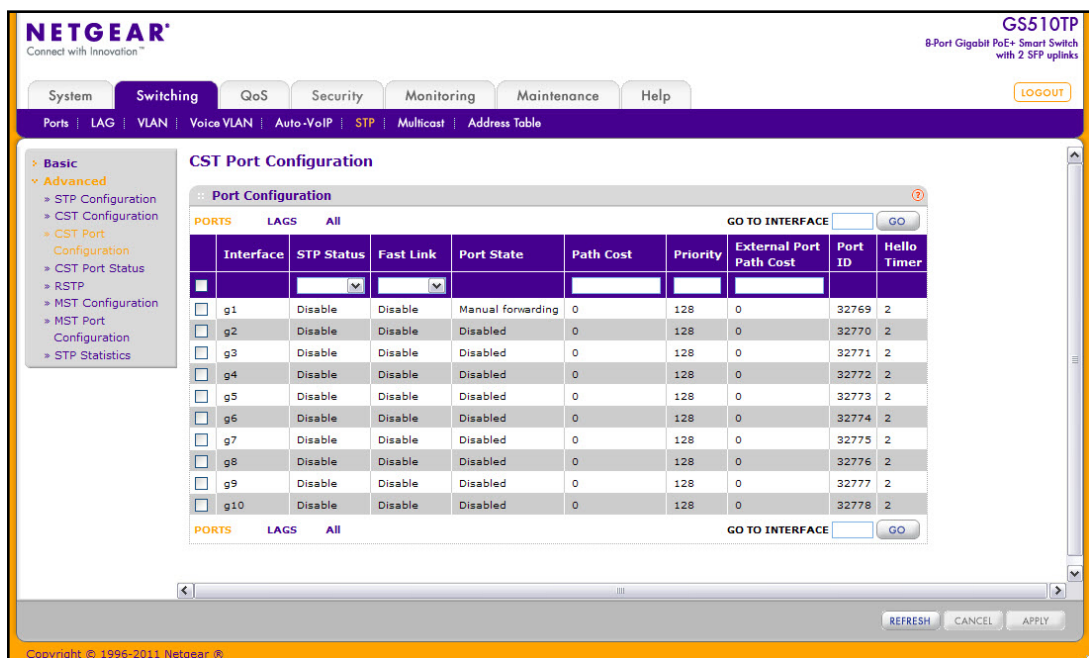 NETGEAR®
Connect with Innovation™
GS510TP
8-Port Gigabit PoE+ Smart Switch
with 2 SFP uplinks
System Switching QoS Security Monitoring Maintenance Help LOGOUT
Ports LAG VLAN Voice VLAN Auto-VoIP STP Multicast Address Table
Basic
Advanced
» STP Configuration
» CST Configuration
» CST Port
Configuration
» CST Port Status
» RSTP
» MST Configuration
» MST Port
Configuration
» STP Statistics
CST Port Configuration
Port Configuration ?
PORTS LAGS All GO TO INTERFACE GO
Interface STP Status Fast Link Port State Path Cost Priority External Port Path Cost Port ID Hello Timer
g1 Disable Disable Manual forwarding 0 128 0 32769 2
g2 Disable Disable Disabled 0 128 0 32770 2
g3 Disable Disable Disabled 0 128 0 32771 2
g4 Disable Disable Disabled 0 128 0 32772 2
g5 Disable Disable Disabled 0 128 0 32773 2
g6 Disable Disable Disabled 0 128 0 32774 2
g7 Disable Disable Disabled 0 128 0 32775 2
g8 Disable Disable Disabled 0 128 0 32776 2
g9 Disable Disable Disabled 0 128 0 32777 2
g10 Disable Disable Disabled 0 128 0 32778 2
PORTS LAGS All GO TO INTERFACE GO
REFRESH CANCEL APPLY
Copyright © 1996-2011 Netgear ®